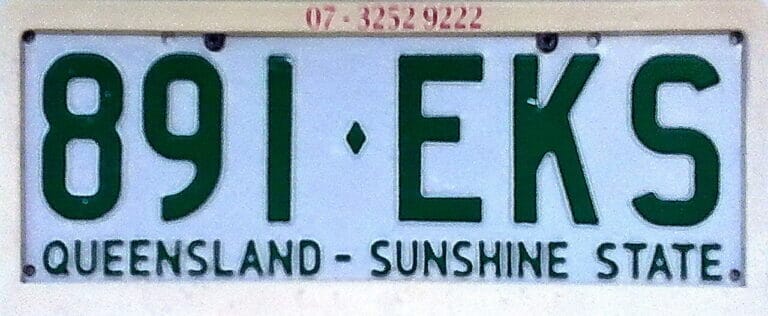 07 - 3252 9222
891♦EKS
QUEENSLAND - SUNSHINE STATE